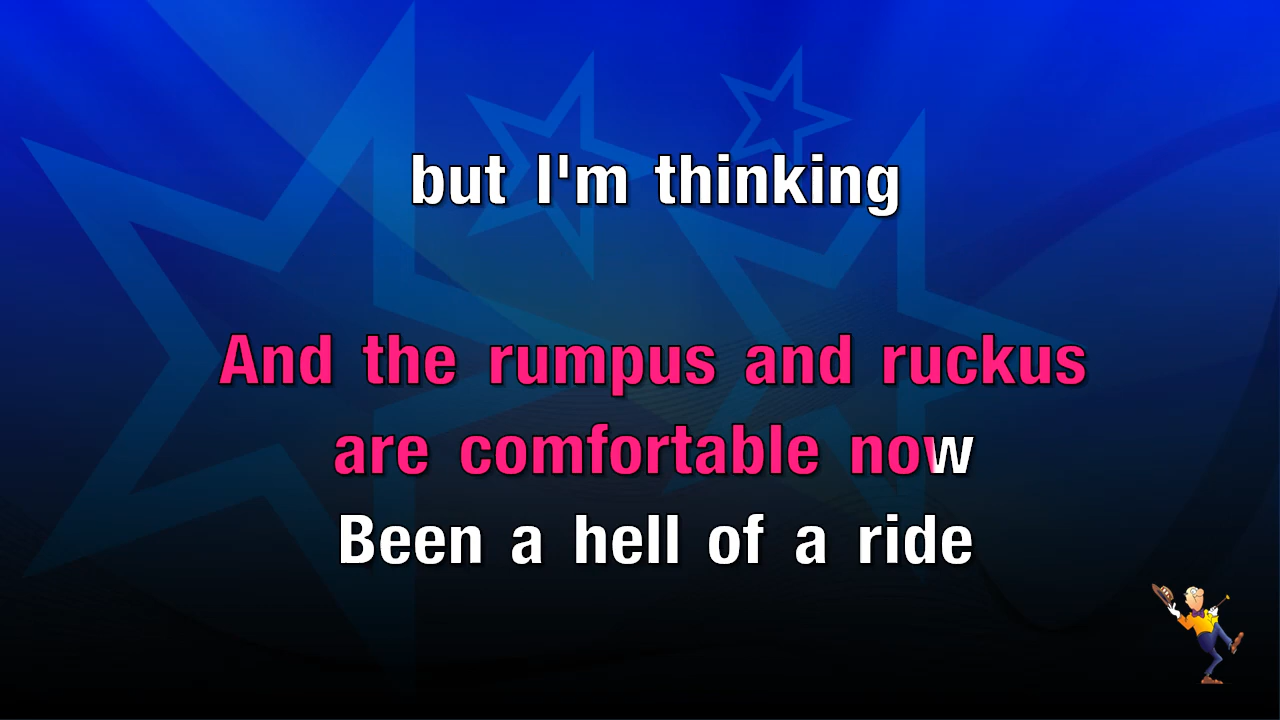 but I'm thinking
And the rumpus and ruckus
are comfortable now
Been a hell of a ride